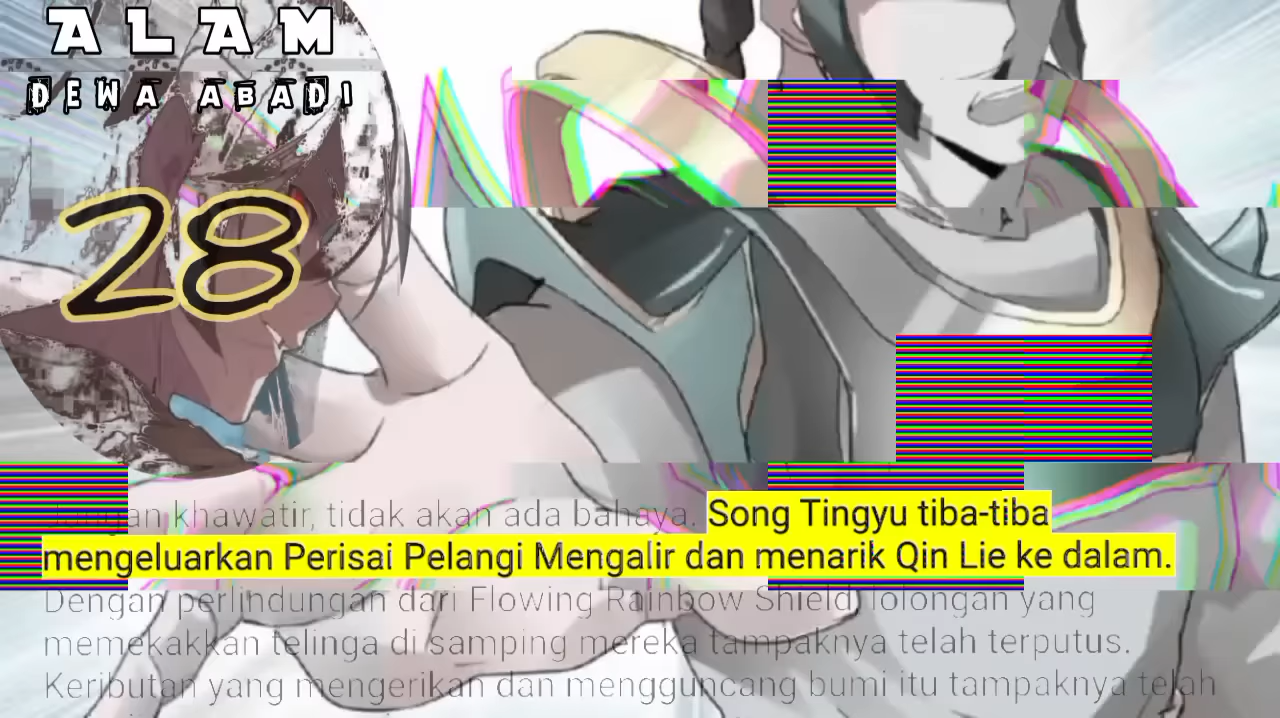 ALAM
DEWA ABADI
28
Jangan khawatir, tidak akan ada bahaya. Song Tingyu tiba-tiba
mengeluarkan Perisai Pelangi Mengalir dan menarik Qin Lie ke dalam.
Dengan perlindungan dari Flowing Rainbow Shield, lolongan yang
memekakkan telinga di samping mereka tampaknya telah terputus.
Keributan yang mengerikan dan mengguncang bumi itu tampaknya telah